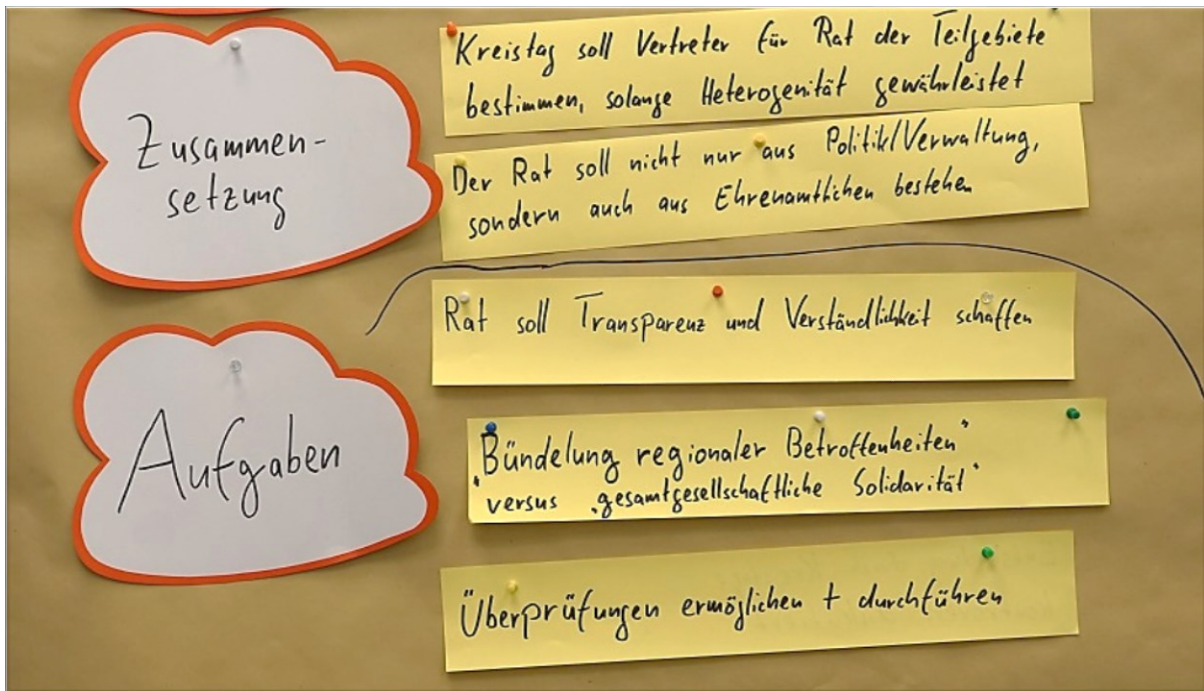 Zusammen-
setzung
Kreistag soll Vertreter für Rat der Teilgebiete
bestimmen, solange Heterogenität gewährleistet
Der Rat soll nicht nur aus Politik/Verwaltung,
sondern auch aus Ehrenamtlichen bestehen
Aufgaben
Rat soll Transparenz und Verständlichkeit schaffen
"Bündelung regionaler Betroffenheiten"
versus "gesamtgesellschaftliche Solidarität"
Überprüfungen ermöglichen + durchführen